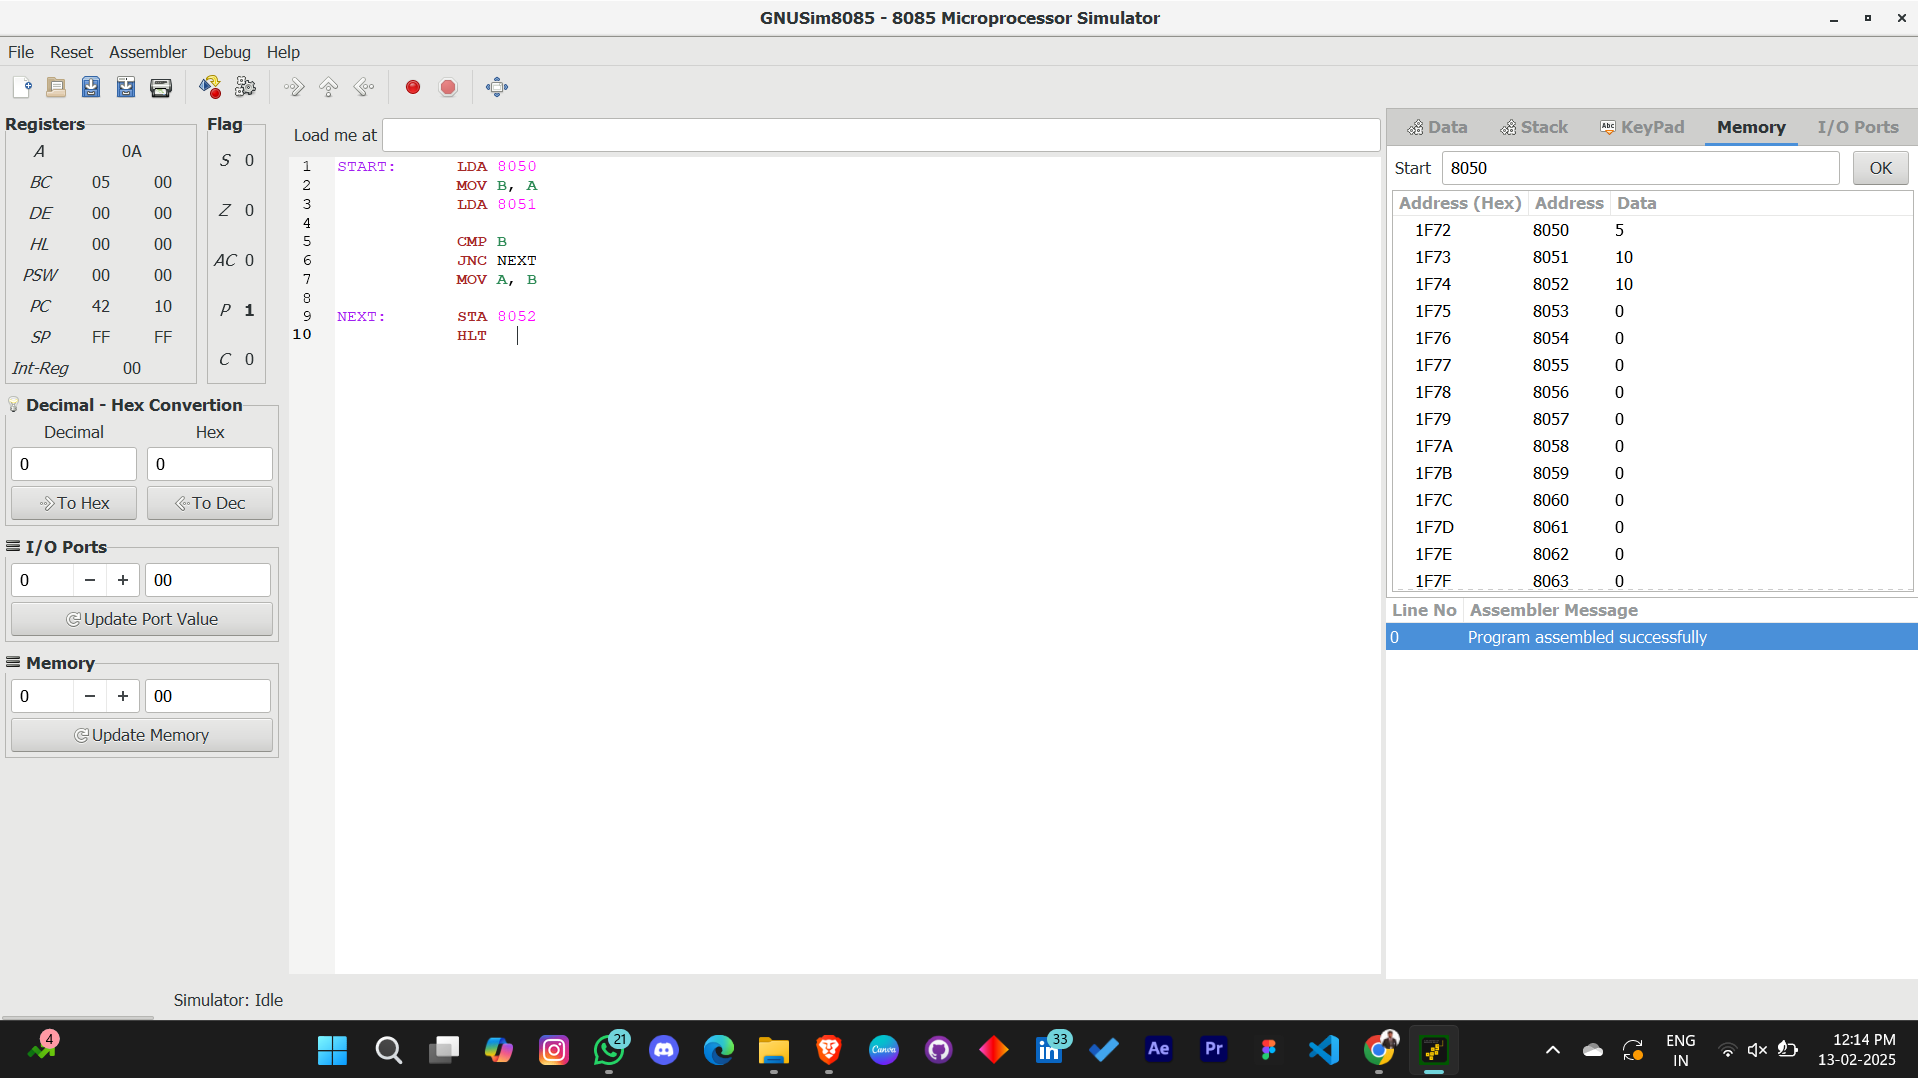 GNUSim8085 - 8085 Microprocessor Simulator
File Reset Assembler Debug Help
Registers
A 0A
BC 05 00
DE 00 00
HL 00 00
PSW 00 00
PC 42 10
SP FF FF
Int-Reg 00
Flag
S 0
Z 0
AC 0
P 1
C 0
Decimal - Hex Convertion
Decimal Hex
0 0
To Hex To Dec
I/O Ports
0 − + 00
Update Port Value
Memory
0 − + 00
Update Memory
Load me at
1 START: LDA 8050
2 MOV B, A
3 LDA 8051
4
5 CMP B
6 JNC NEXT
7 MOV A, B
8
9 NEXT: STA 8052
10 HLT
Data Stack Abc KeyPad Memory I/O Ports
Start 8050 OK
Address (Hex) Address Data
1F72 8050 5
1F73 8051 10
1F74 8052 10
1F75 8053 0
1F76 8054 0
1F77 8055 0
1F78 8056 0
1F79 8057 0
1F7A 8058 0
1F7B 8059 0
1F7C 8060 0
1F7D 8061 0
1F7E 8062 0
1F7F 8063 0
Line No Assembler Message
0 Program assembled successfully
Simulator: Idle
4
21
Canva
33
in
Ae
Pr
ENG
IN
12:14 PM
13-02-2025